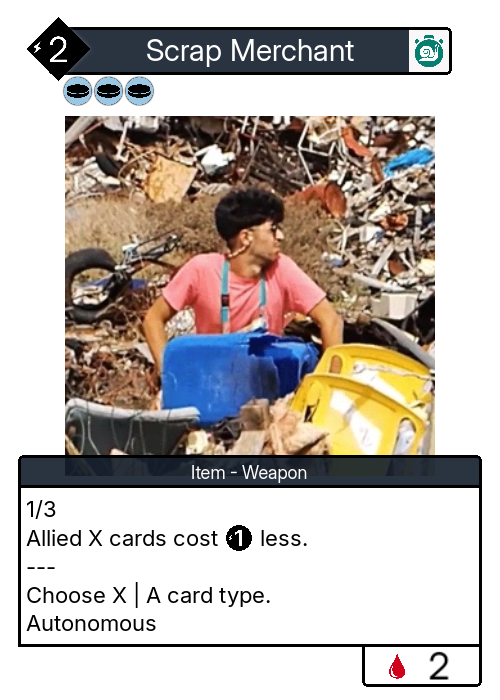 2
Scrap Merchant
Item - Weapon
1/3
Allied X cards cost 1 less.
---
Choose X | A card type.
Autonomous
2